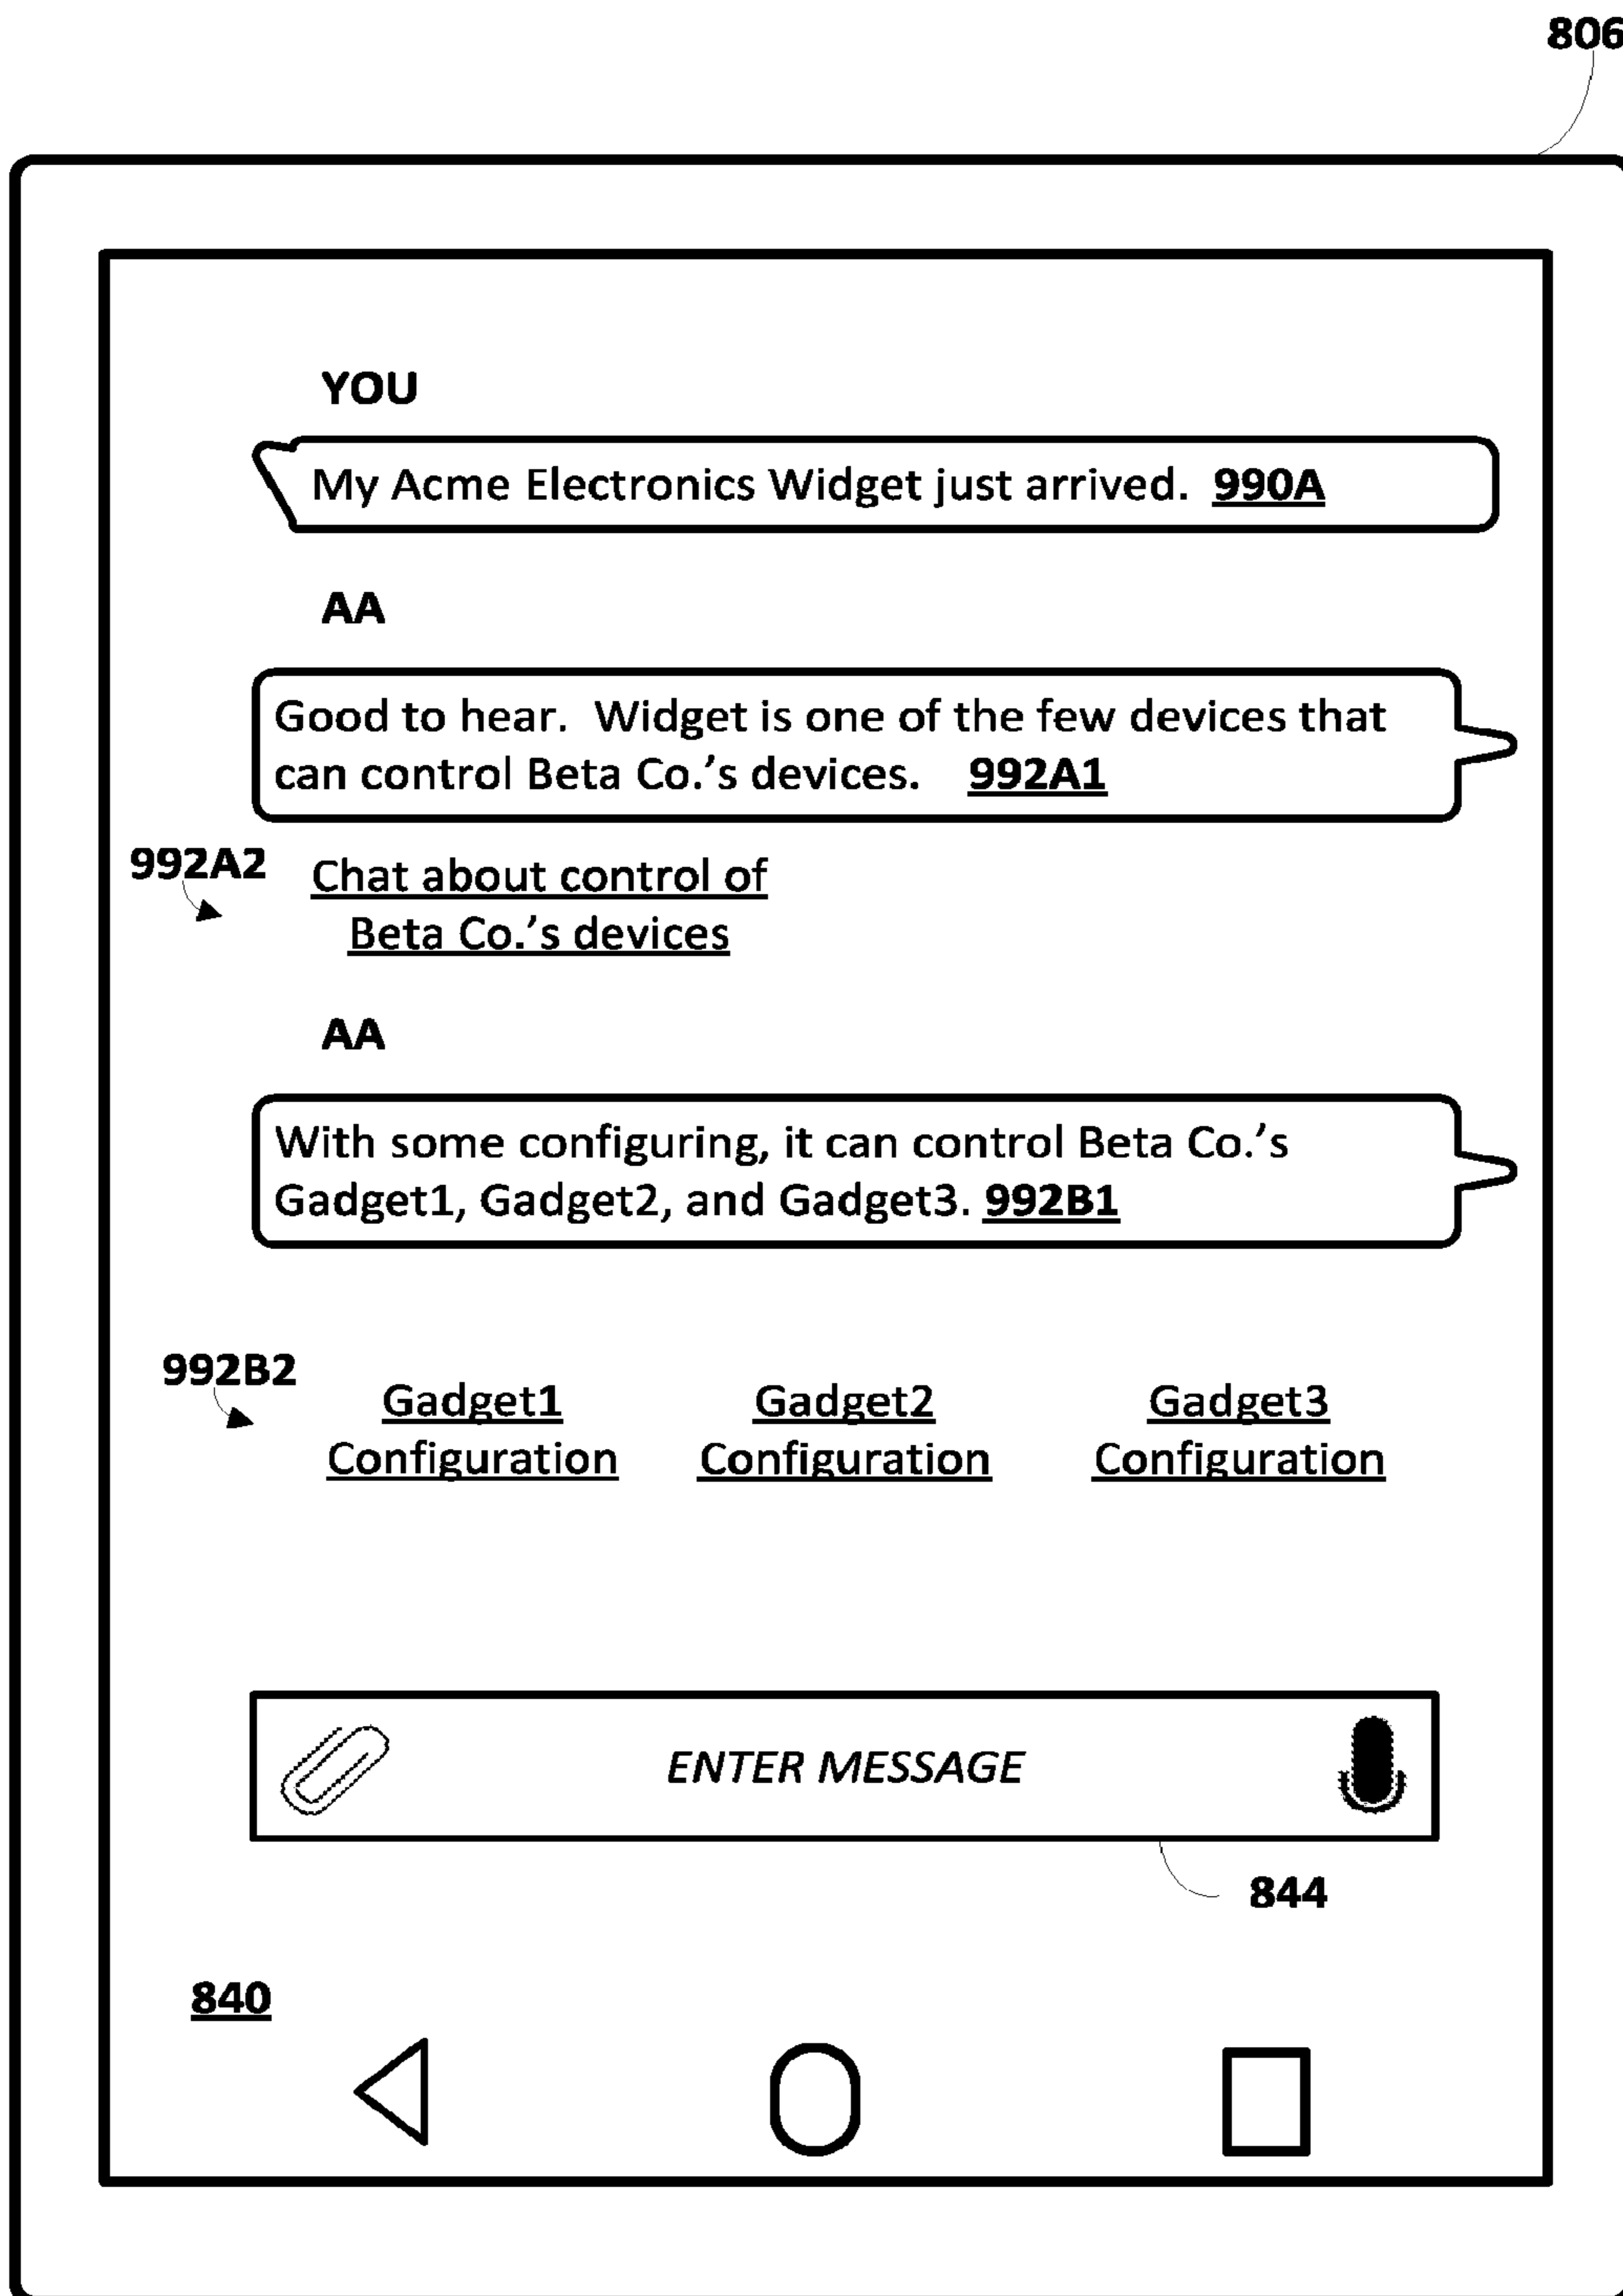 806
YOU
My Acme Electronics Widget just arrived. 990A
AA
Good to hear. Widget is one of the few devices that
can control Beta Co.'s devices. 992A1
992A2
Chat about control of
Beta Co.'s devices
AA
With some configuring, it can control Beta Co.'s
Gadget1, Gadget2, and Gadget3. 992B1
992B2
Gadget1 Gadget2 Gadget3
Configuration Configuration Configuration
ENTER MESSAGE
844
840